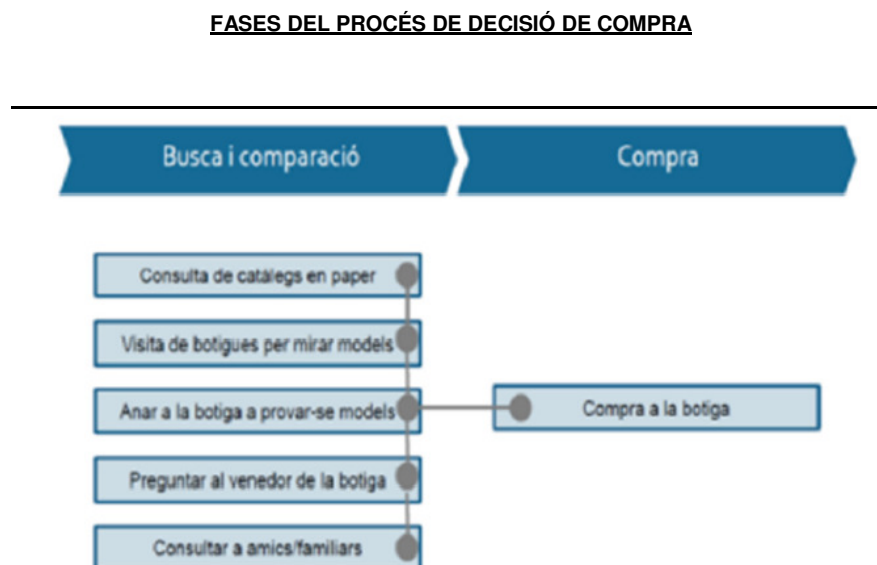 FASES DEL PROCÉS DE DECISIÓ DE COMPRA
Busca i comparació
Compra
Consulta de catàlegs en paper
Visita de botigues per mirar models
Anar a la botiga a provar-se models
Compra a la botiga
Preguntar al venedor de la botiga
Consultar a amics/familiars